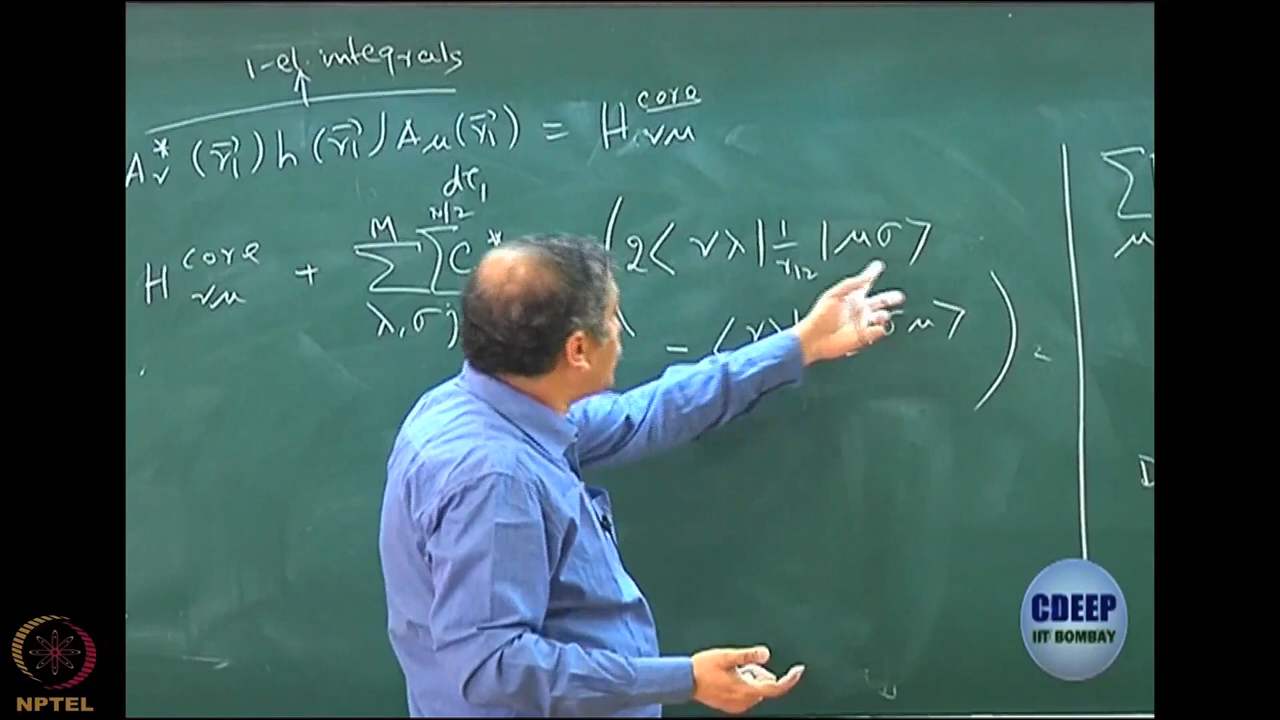 1-el. integrals
A*ν (r⃗1) h (r⃗1) Aμ (r⃗1) = H core νμ
dτ1
H core νμ + M Σ λ,σ N/2 Σ j C* ( 2< νλ | 1/r12 | μσ >
- < νλ | σμ > )
Σ
μ
D
CDEEP
IIT BOMBAY
NPTEL